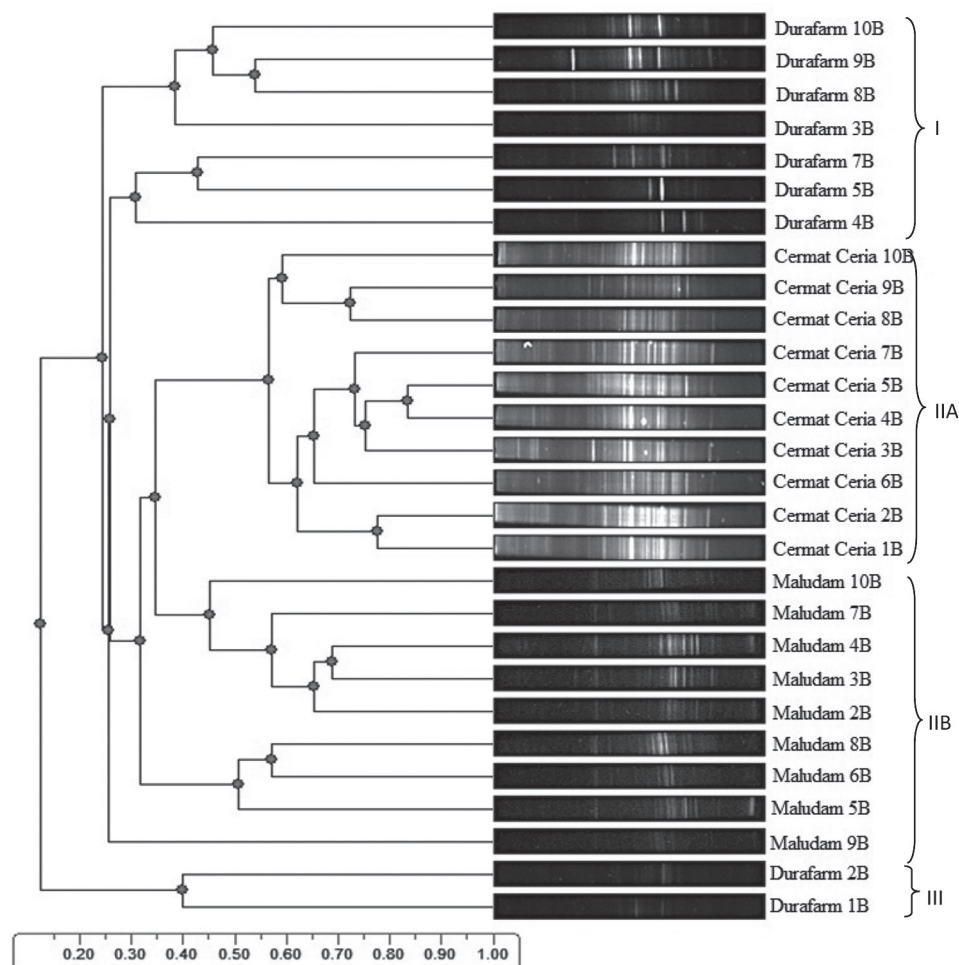 Durafarm 10B
Durafarm 9B
Durafarm 8B
Durafarm 3B
I
Durafarm 7B
Durafarm 5B
Durafarm 4B
Cermat Ceria 10B
Cermat Ceria 9B
Cermat Ceria 8B
Cermat Ceria 7B
Cermat Ceria 5B
IIA
Cermat Ceria 4B
Cermat Ceria 3B
Cermat Ceria 6B
Cermat Ceria 2B
Cermat Ceria 1B
Maludam 10B
Maludam 7B
Maludam 4B
Maludam 3B
Maludam 2B
IIB
Maludam 8B
Maludam 6B
Maludam 5B
Maludam 9B
Durafarm 2B
III
Durafarm 1B
0.20 0.30 0.40 0.50 0.60 0.70 0.80 0.90 1.00